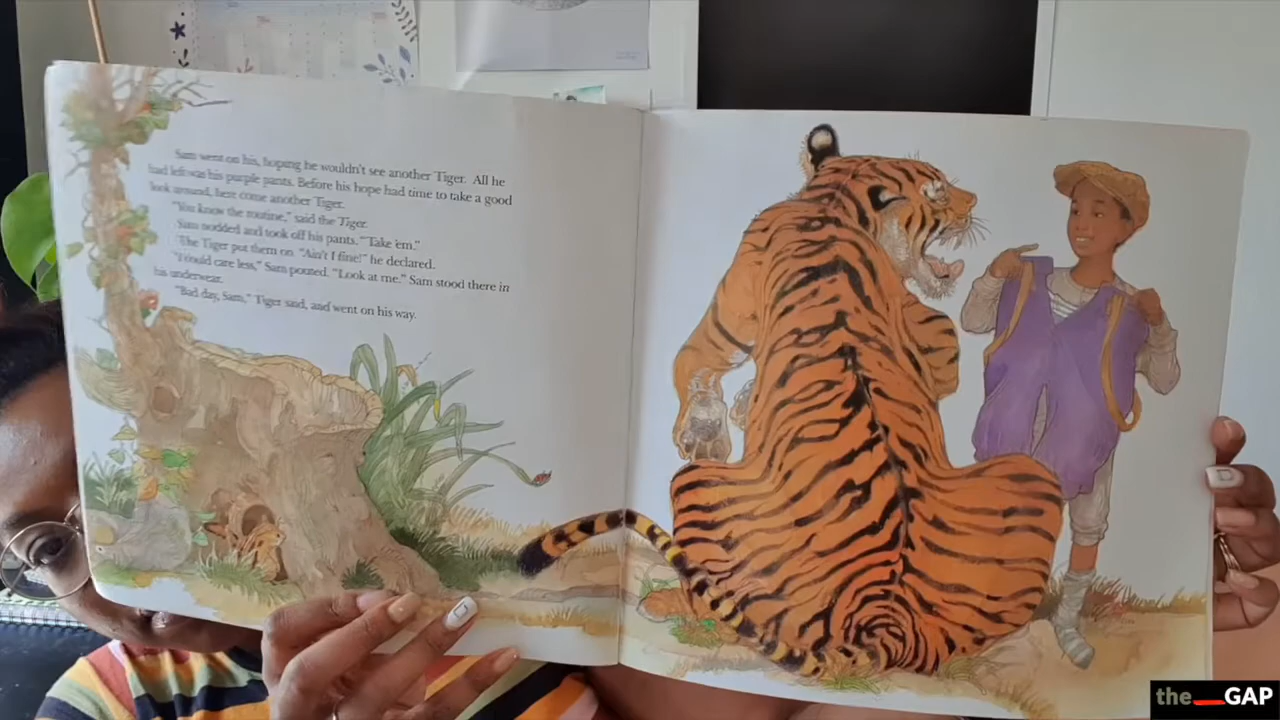 Sam went on his, hoping he wouldn't see another Tiger. All he
had left was his purple pants. Before his hope had time to take a good
look around, here come another Tiger.
"You know the routine," said the Tiger.
Sam nodded and took off his pants. "Take 'em."
The Tiger put them on. "Ain't I fine!" he declared.
"I could care less," Sam pouted. "Look at me." Sam stood there in
his underwear.
"Bad day, Sam," Tiger said, and went on his way.
the__GAP